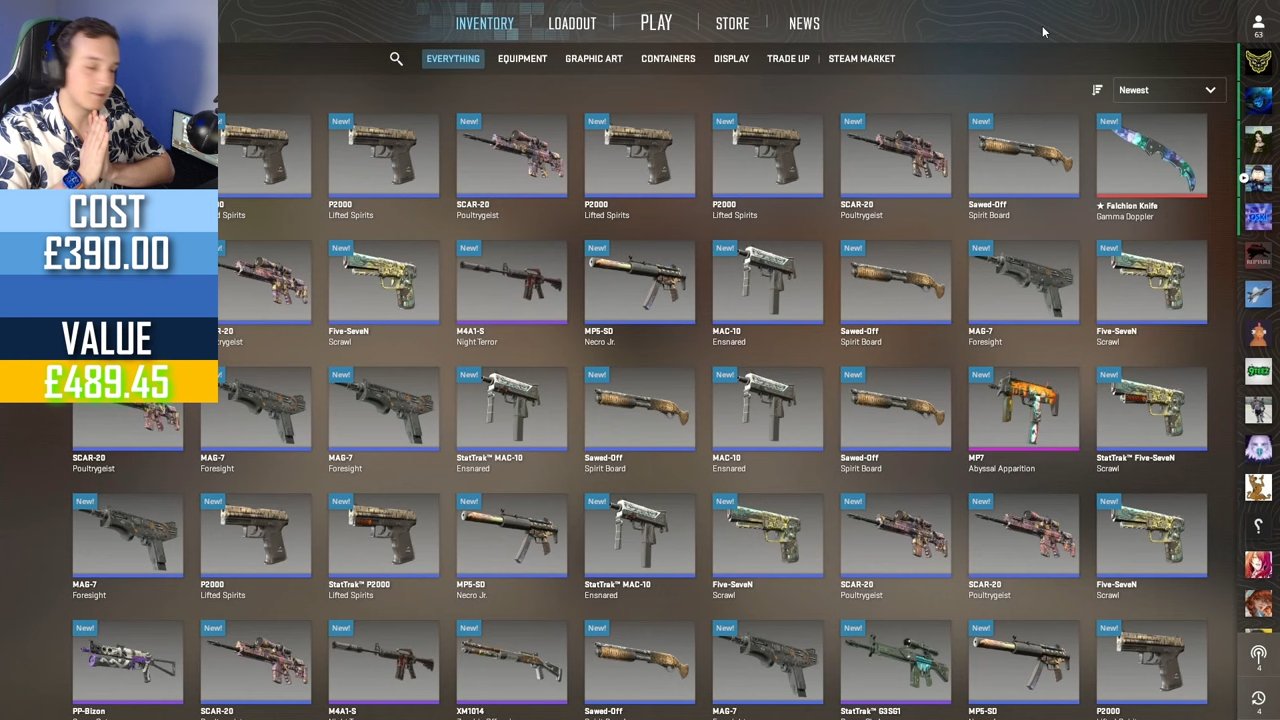 INVENTORY
LOADOUT
PLAY
STORE
NEWS
63
EVERYTHING
EQUIPMENT
GRAPHIC ART
CONTAINERS
DISPLAY
TRADE UP
STEAM MARKET
Newest
COST
£390.00
VALUE
£489.45
New!
New!
New!
New!
New!
New!
New!
P2000
SCAR-20
P2000
P2000
SCAR-20
Sawed-Off
★ Falchion Knife
Lifted Spirits
Poultrygeist
Lifted Spirits
Lifted Spirits
Poultrygeist
Spirit Board
Gamma Doppler
New!
New!
New!
New!
New!
New!
New!
Five-SeveN
M4A1-S
MP5-SD
MAC-10
Sawed-Off
MAG-7
Five-SeveN
Scrawl
Night Terror
Necro Jr.
Ensnared
Spirit Board
Foresight
Scrawl
New!
New!
New!
New!
New!
New!
New!
SCAR-20
MAG-7
MAG-7
StatTrak™ MAC-10
Sawed-Off
MAC-10
Sawed-Off
MP7
StatTrak™ Five-SeveN
Poultrygeist
Foresight
Foresight
Ensnared
Spirit Board
Ensnared
Spirit Board
Abyssal Apparition
Scrawl
New!
New!
New!
New!
New!
New!
New!
New!
New!
MAG-7
P2000
StatTrak™ P2000
MP5-SD
StatTrak™ MAC-10
Five-SeveN
SCAR-20
SCAR-20
Five-SeveN
Foresight
Lifted Spirits
Lifted Spirits
Necro Jr.
Ensnared
Scrawl
Poultrygeist
Poultrygeist
Scrawl
New!
New!
New!
New!
New!
New!
New!
New!
New!
PP-Bizon
SCAR-20
M4A1-S
XM1014
Sawed-Off
MAG-7
StatTrak™ G3SG1
MP5-SD
P2000
4
4